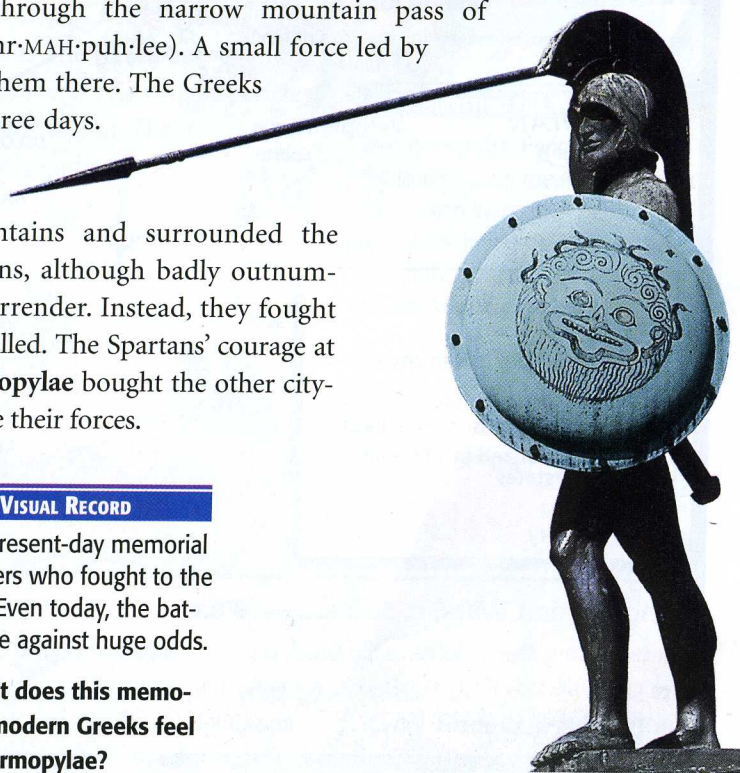 hrough the narrow mountain pass of
hr·MAH·puh·lee). A small force led by
hem there. The Greeks
ree days.
ntains and surrounded the
ns, although badly outnum-
rrender. Instead, they fought
lled. The Spartans' courage at
opylae bought the other city-
e their forces.
VISUAL RECORD
resent-day memorial
ers who fought to the
Even today, the bat-
e against huge odds.
t does this memo-
modern Greeks feel
rmopylae?